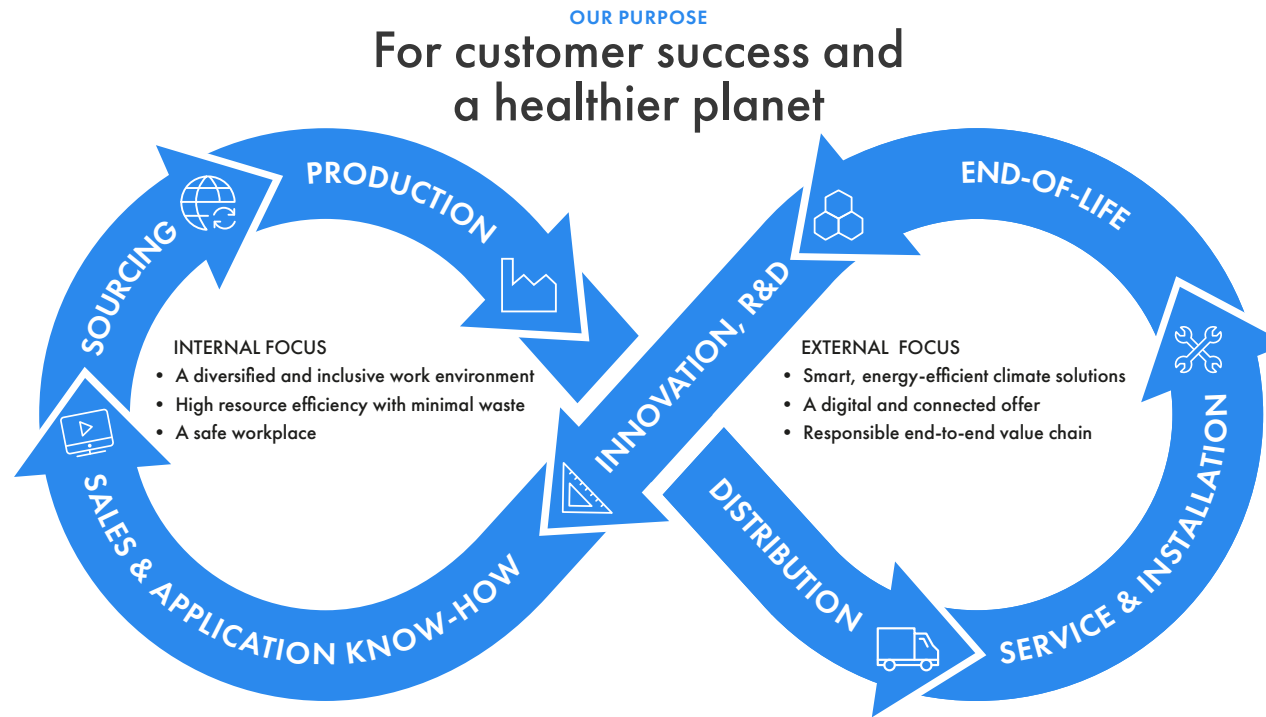 OUR PURPOSE
For customer success and
a healthier planet
PRODUCTION
SOURCING
END-OF-LIFE
INNOVATION, R&D
INTERNAL FOCUS
• A diversified and inclusive work environment
• High resource efficiency with minimal waste
• A safe workplace
EXTERNAL FOCUS
• Smart, energy-efficient climate solutions
• A digital and connected offer
• Responsible end-to-end value chain
SALES & APPLICATION KNOW-HOW
DISTRIBUTION
SERVICE & INSTALLATION